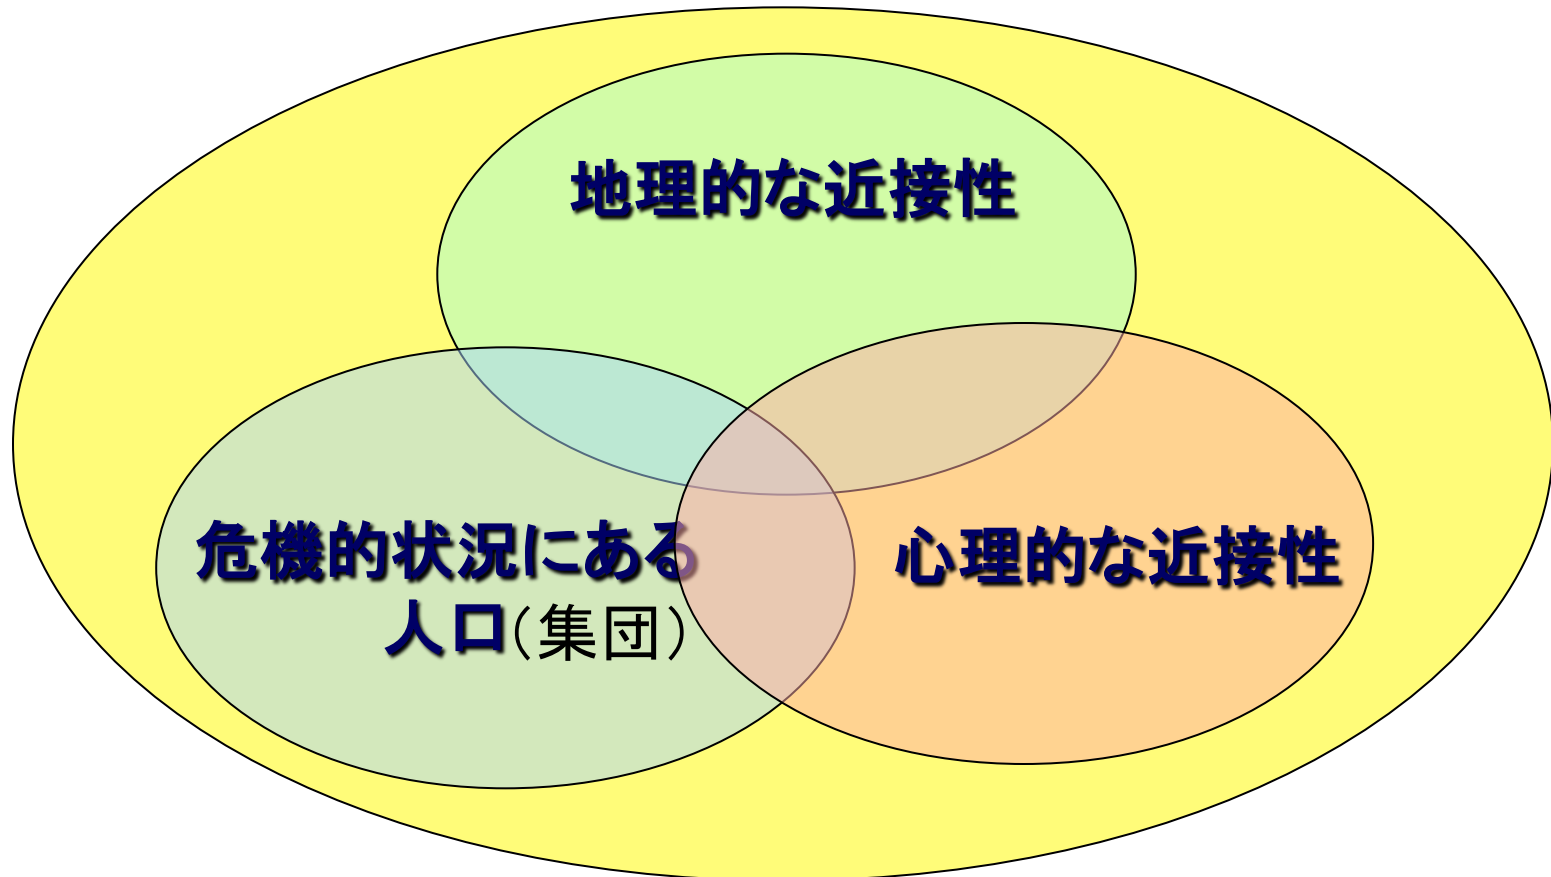 地理的な近接性
危機的状況にある
人口（集団）
心理的な近接性